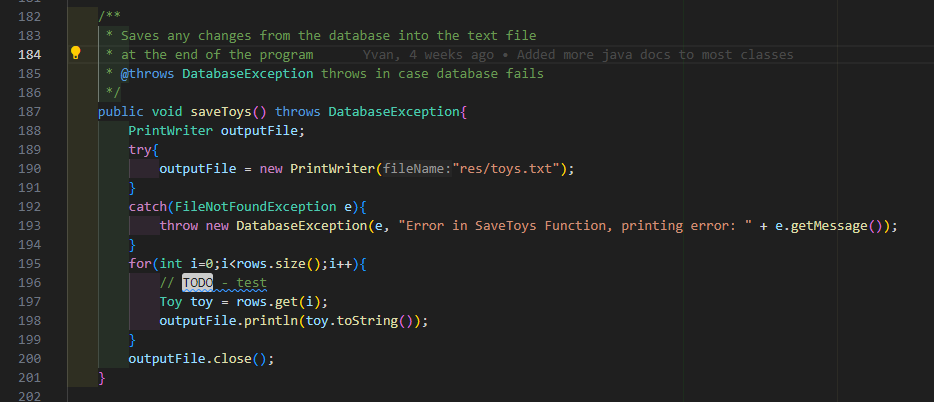 182 /**
183 * Saves any changes from the database into the text file
184 * at the end of the program Yvan, 4 weeks ago • Added more java docs to most classes
185 * @throws DatabaseException throws in case database fails
186 */
187 public void saveToys() throws DatabaseException{
188 PrintWriter outputFile;
189 try{
190 outputFile = new PrintWriter(fileName:"res/toys.txt");
191 }
192 catch(FileNotFoundException e){
193 throw new DatabaseException(e, "Error in SaveToys Function, printing error: " + e.getMessage());
194 }
195 for(int i=0;i<rows.size();i++){
196 // TODO - test
197 Toy toy = rows.get(i);
198 outputFile.println(toy.toString());
199 }
200 outputFile.close();
201 }
202